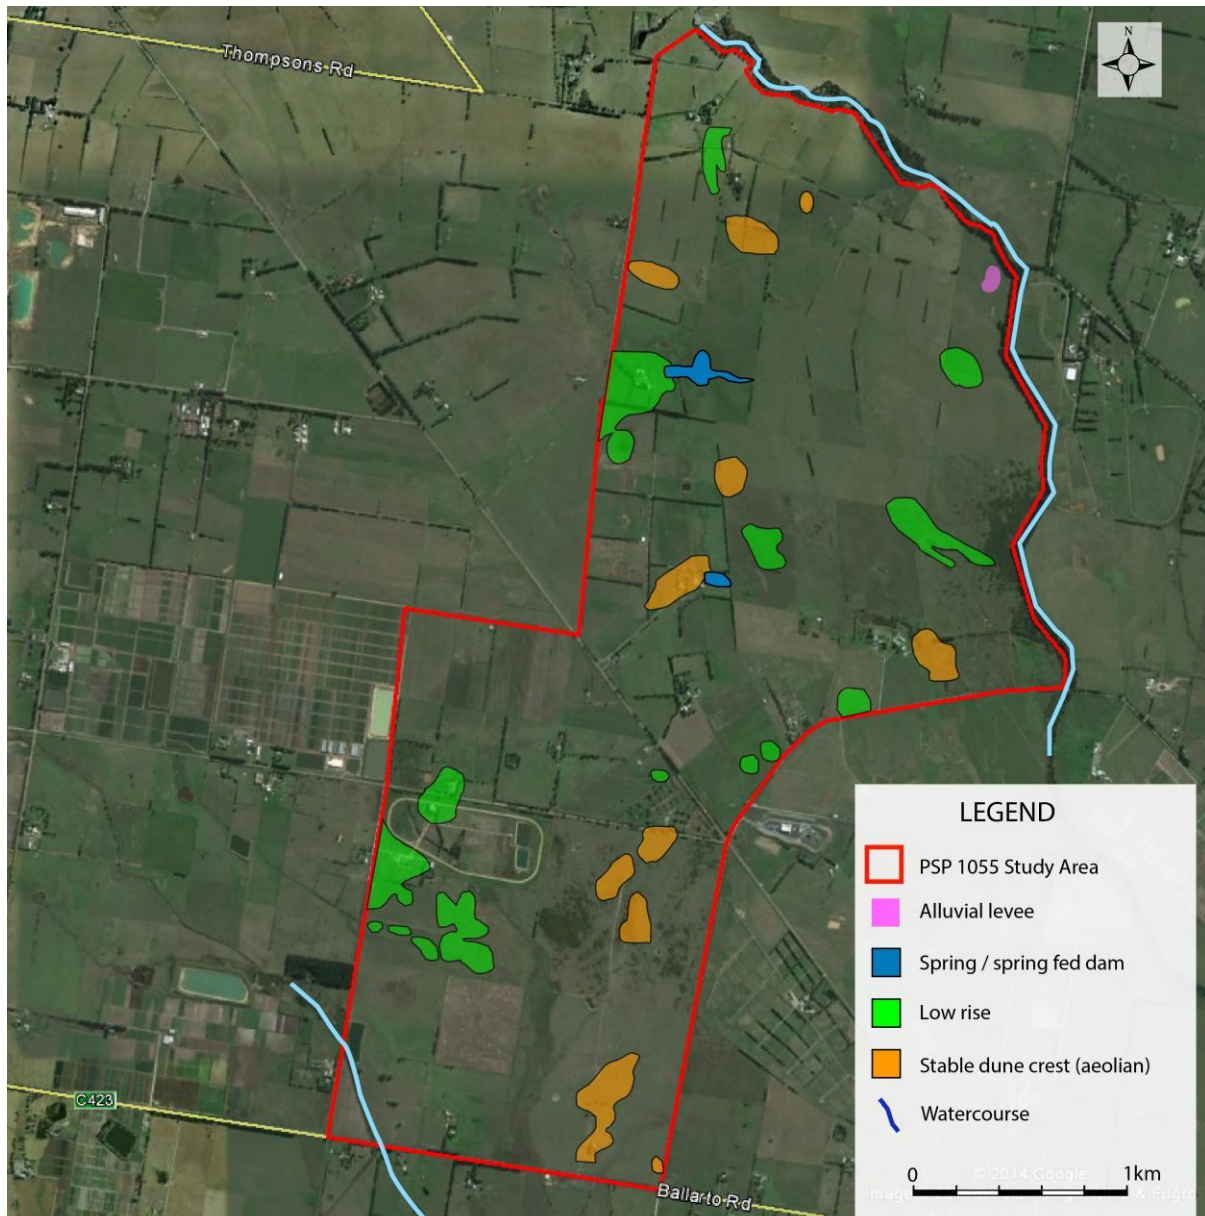 Thompsons Rd
N
LEGEND
PSP 1055 Study Area
Alluvial levee
Spring / spring fed dam
Low rise
Stable dune crest (aeolian)
Watercourse
C423
0 1km
© 2014 Google
& Fugro
Ballarto Rd